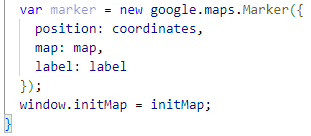 var marker = new google.maps.Marker({
position: coordinates,
map: map,
label: label
});
window.initMap = initMap;
}